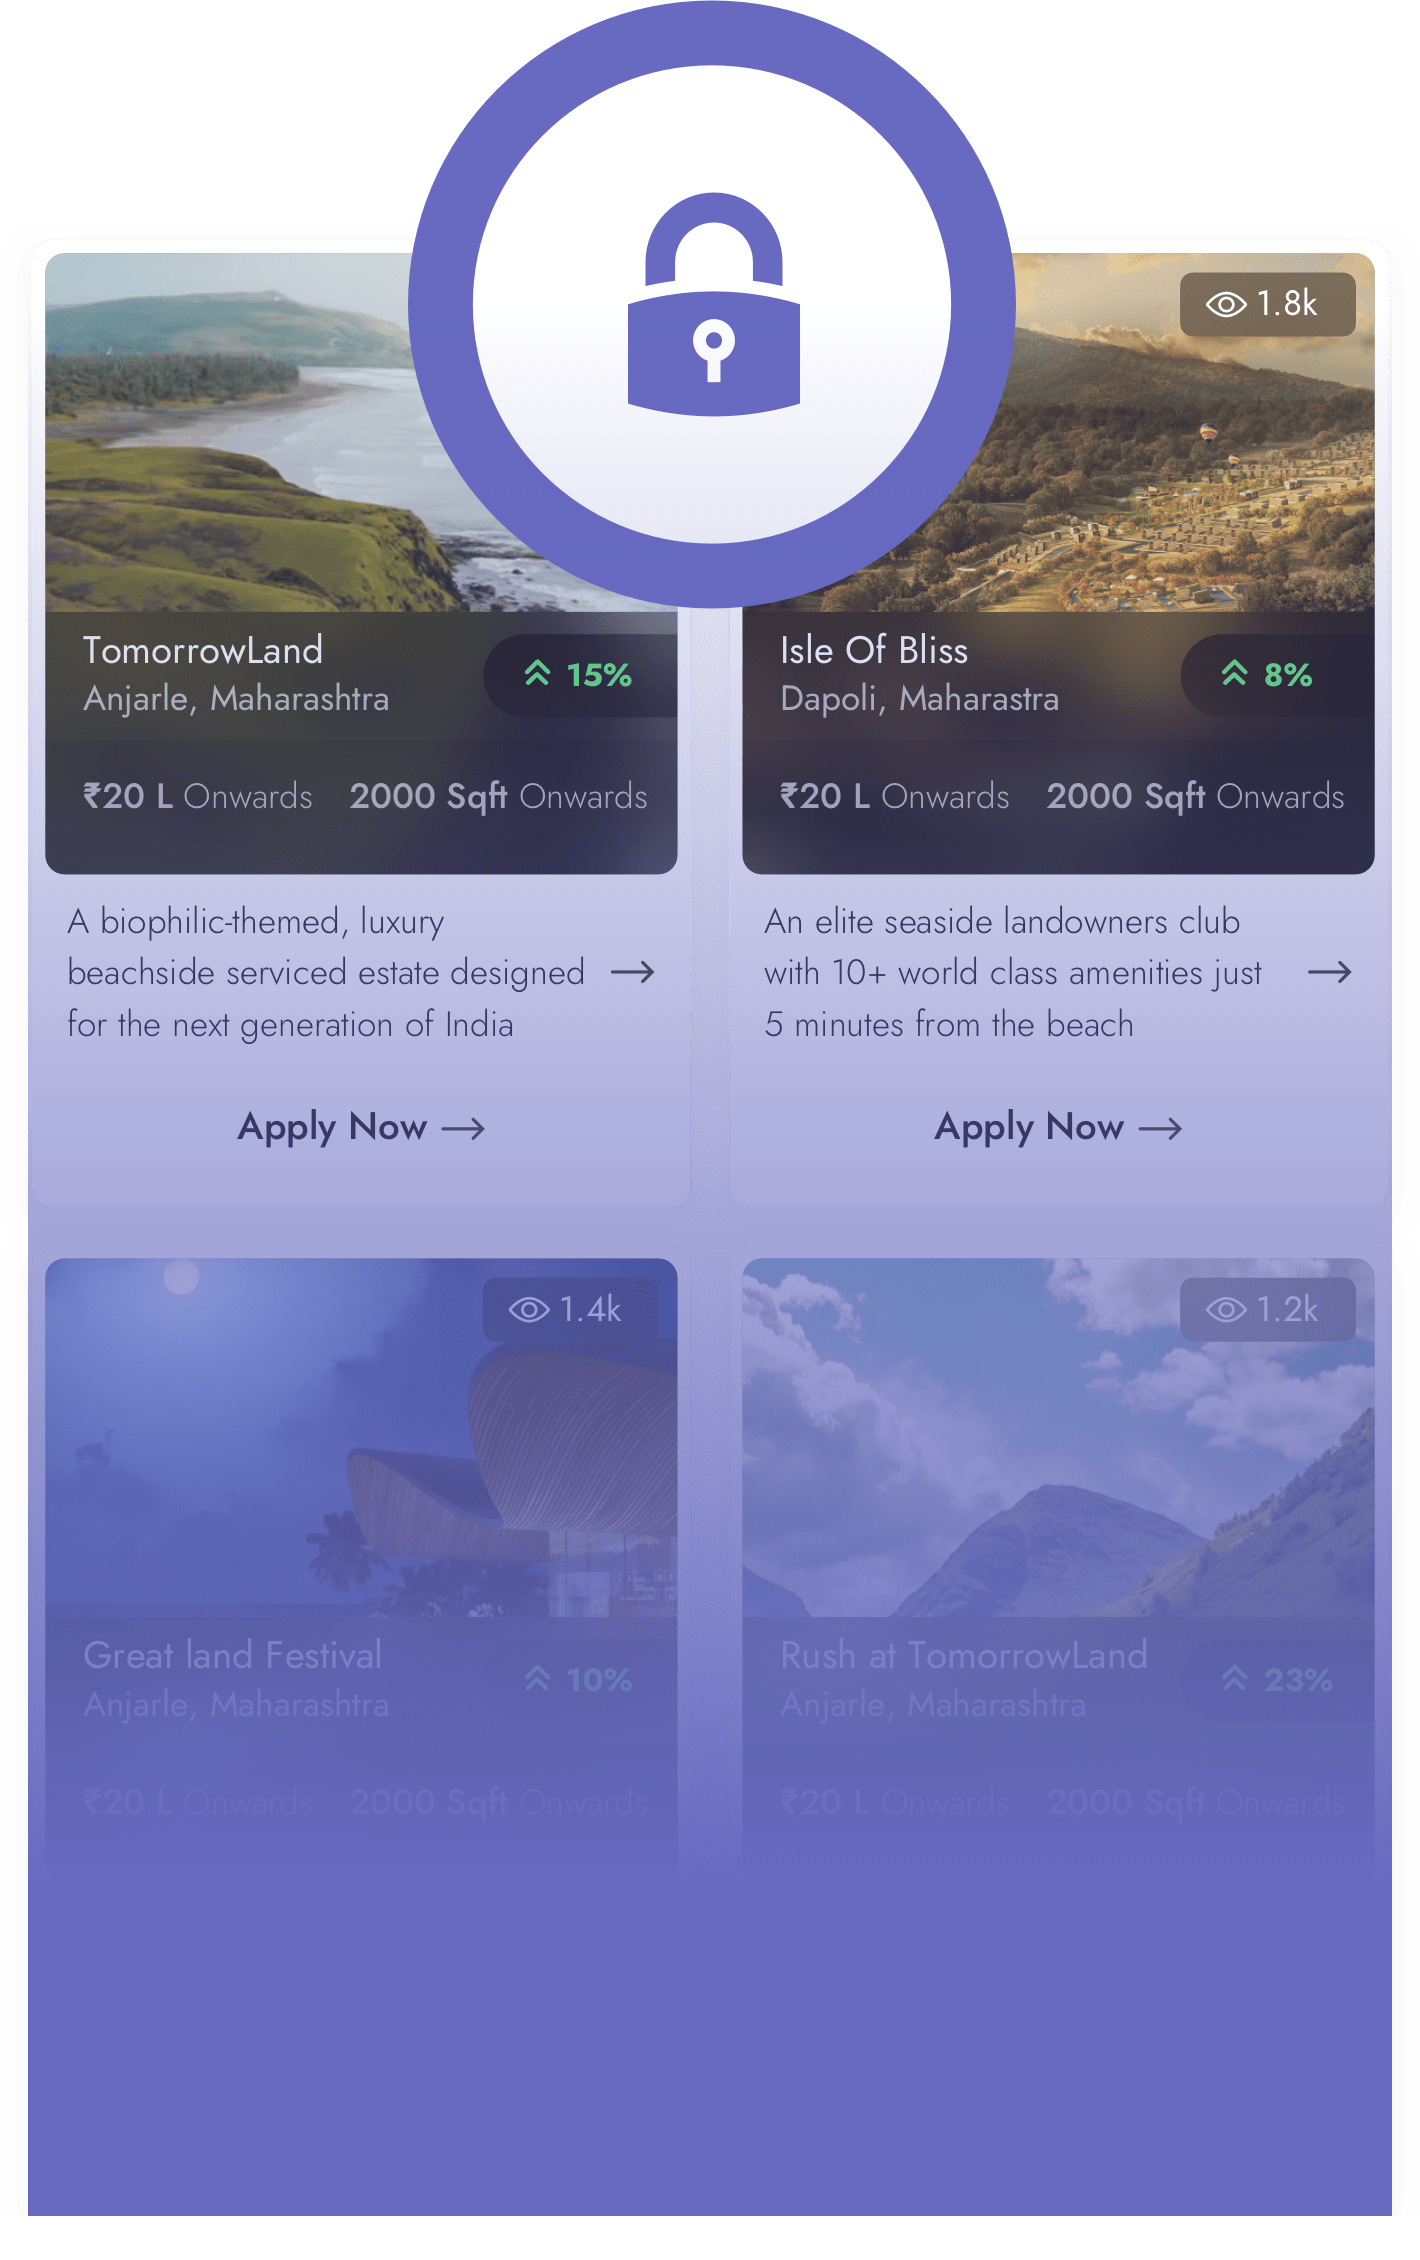 1.8k
TomorrowLand
Anjarle, Maharashtra
15%
₹20 L Onwards 2000 Sqft Onwards
A biophilic-themed, luxury
beachside serviced estate designed
for the next generation of India
Apply Now
Isle Of Bliss
Dapoli, Maharastra
8%
₹20 L Onwards 2000 Sqft Onwards
An elite seaside landowners club
with 10+ world class amenities just
5 minutes from the beach
Apply Now
1.4k
Great land Festival
Anjarle, Maharashtra
10%
₹20 L Onwards 2000 Sqft Onwards
1.2k
Rush at TomorrowLand
Anjarle, Maharashtra
23%
₹20 L Onwards 2000 Sqft Onwards